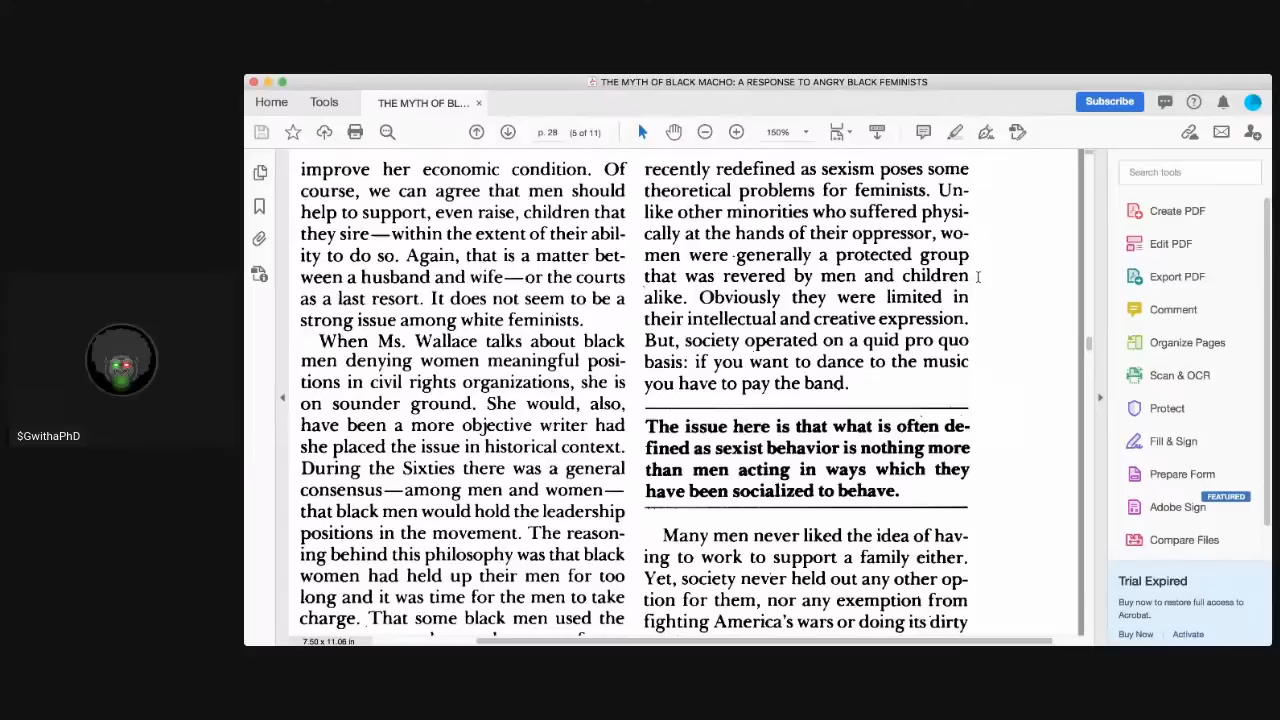 THE MYTH OF BLACK MACHO: A RESPONSE TO ANGRY BLACK FEMINISTS
Home
Tools
THE MYTH OF BL... ×
Subscribe
p. 28 (5 of 11)
150%
improve her economic condition. Of
course, we can agree that men should
help to support, even raise, children that
they sire—within the extent of their abil-
ity to do so. Again, that is a matter bet-
ween a husband and wife—or the courts
as a last resort. It does not seem to be a
strong issue among white feminists.
When Ms. Wallace talks about black
men denying women meaningful posi-
tions in civil rights organizations, she is
on sounder ground. She would, also,
have been a more objective writer had
she placed the issue in historical context.
During the Sixties there was a general
consensus—among men and women—
that black men would hold the leadership
positions in the movement. The reason-
ing behind this philosophy was that black
women had held up their men for too
long and it was time for the men to take
charge. That some black men used the
7.50 x 11.06 in
recently redefined as sexism poses some
theoretical problems for feminists. Un-
like other minorities who suffered physi-
cally at the hands of their oppressor, wo-
men were generally a protected group
that was revered by men and children
alike. Obviously they were limited in
their intellectual and creative expression.
But, society operated on a quid pro quo
basis: if you want to dance to the music
you have to pay the band.
The issue here is that what is often de-
fined as sexist behavior is nothing more
than men acting in ways which they
have been socialized to behave.
Many men never liked the idea of hav-
ing to work to support a family either.
Yet, society never held out any other op-
tion for them, nor any exemption from
fighting America's wars or doing its dirty
Search tools
Create PDF
Edit PDF
Export PDF
Comment
Organize Pages
Scan & OCR
Protect
Fill & Sign
Prepare Form
FEATURED
Adobe Sign
Compare Files
Trial Expired
Buy now to restore full access to
Acrobat.
Buy Now
Activate
$GwithaPhD